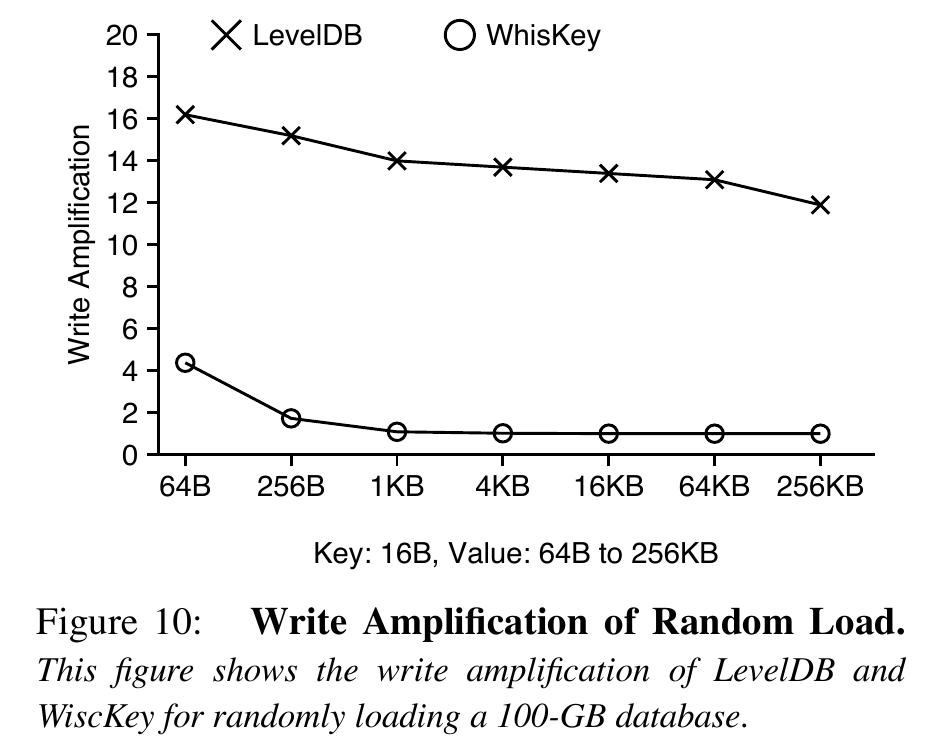 LevelDB WhisKey
20
18
16
14
12
10
8
6
4
2
0
Write Amplification
64B 256B 1KB 4KB 16KB 64KB 256KB
Key: 16B, Value: 64B to 256KB
Figure 10: Write Amplification of Random Load.
This figure shows the write amplification of LevelDB and
WiscKey for randomly loading a 100-GB database.